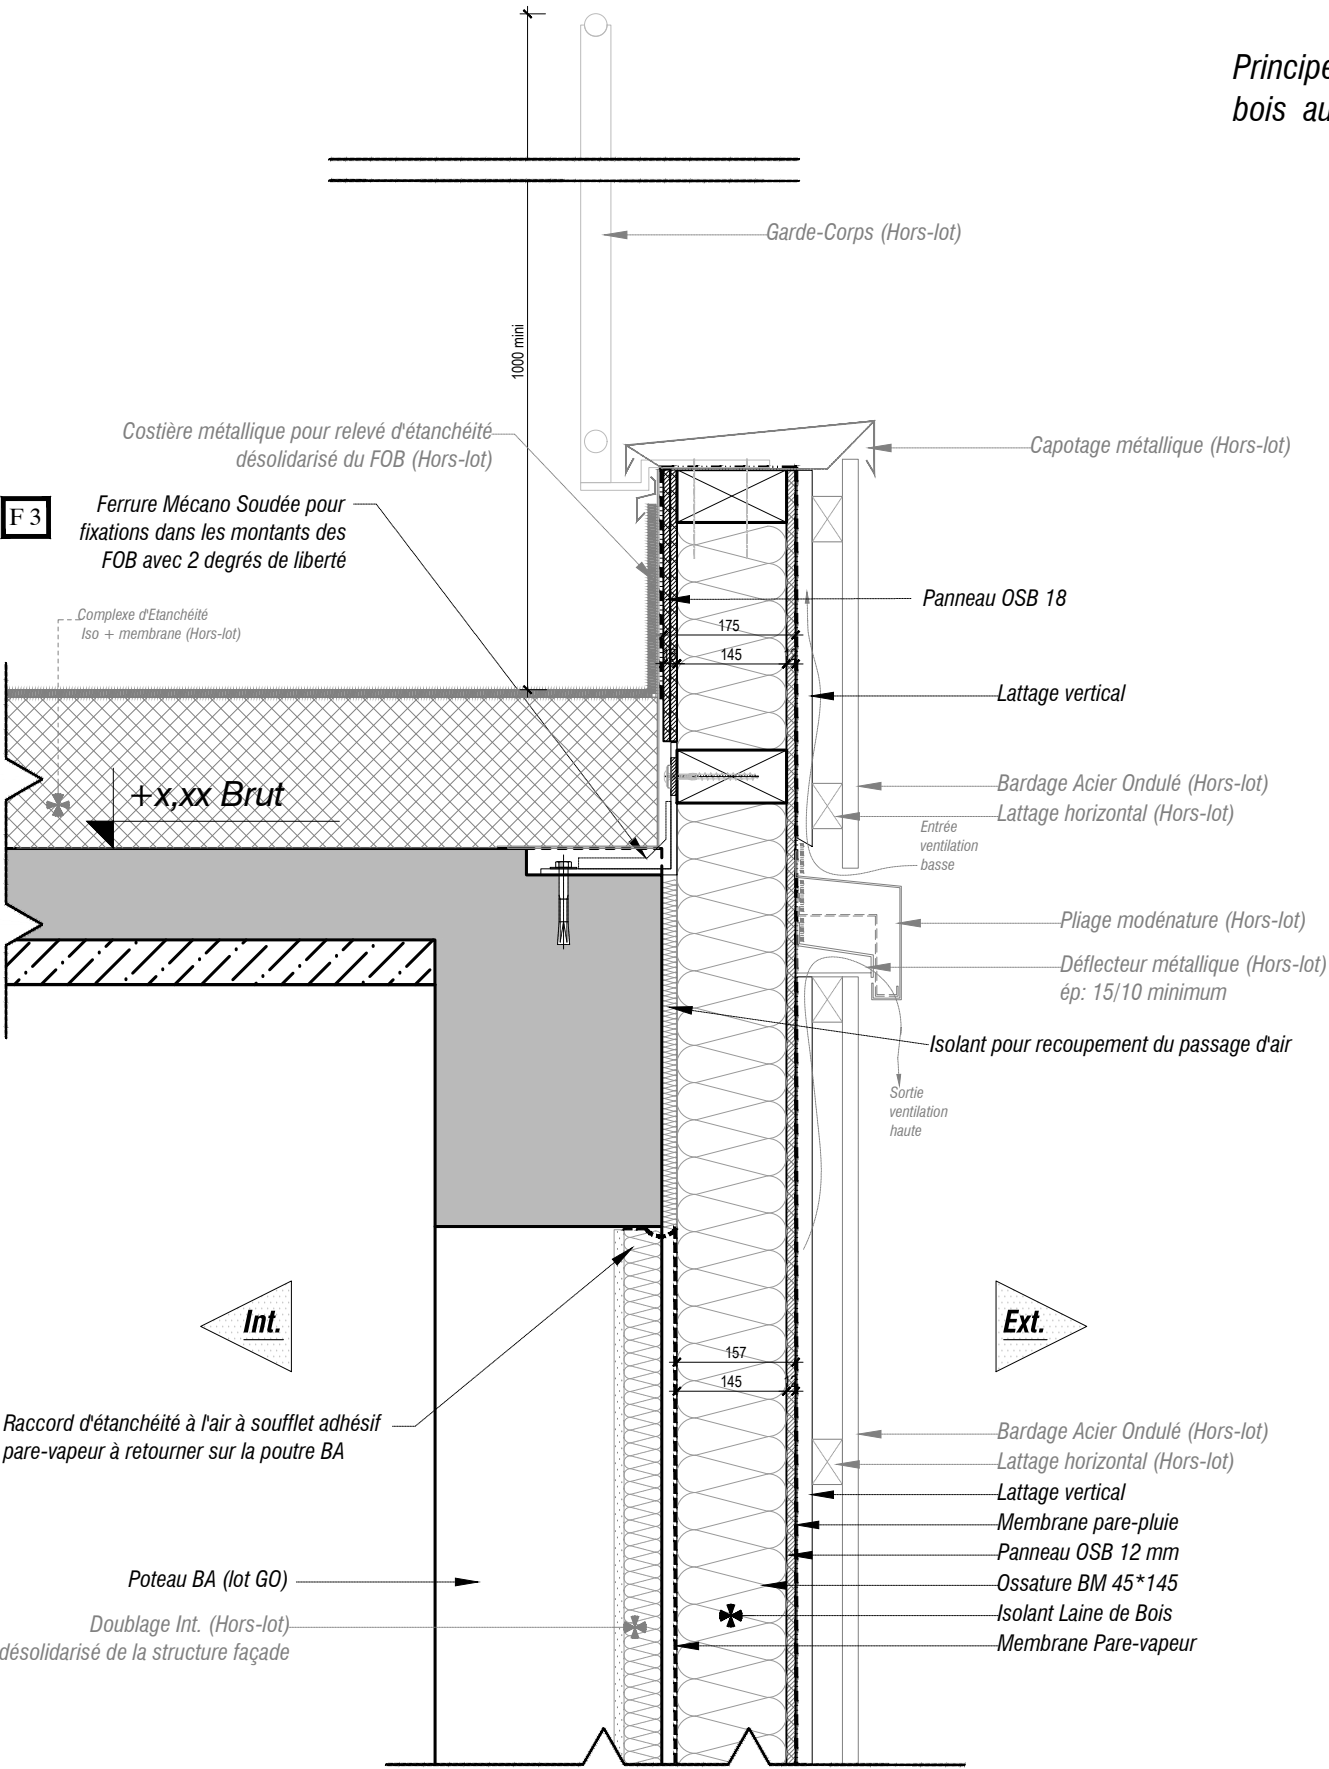 Principe
bois au
Garde-Corps (Hors-lot)
1000 mini
Costière métallique pour relevé d'étanchéité
désolidarisé du FOB (Hors-lot)
Capotage métallique (Hors-lot)
F 3
Ferrure Mécano Soudée pour
fixations dans les montants des
FOB avec 2 degrés de liberté
Panneau OSB 18
Complexe d'Etanchéité
Iso + membrane (Hors-lot)
175
145
Lattage vertical
+x,xx Brut
Bardage Acier Ondulé (Hors-lot)
Lattage horizontal (Hors-lot)
Entrée
ventilation
basse
Pliage modénature (Hors-lot)
Déflecteur métallique (Hors-lot)
ép: 15/10 minimum
Isolant pour recoupement du passage d'air
Sortie
ventilation
haute
Int.
Ext.
157
145
12
Raccord d'étanchéité à l'air à soufflet adhésif
pare-vapeur à retourner sur la poutre BA
Bardage Acier Ondulé (Hors-lot)
Lattage horizontal (Hors-lot)
Lattage vertical
Membrane pare-pluie
Panneau OSB 12 mm
Ossature BM 45*145
Isolant Laine de Bois
Membrane Pare-vapeur
Poteau BA (lot GO)
Doublage Int. (Hors-lot)
désolidarisé de la structure façade